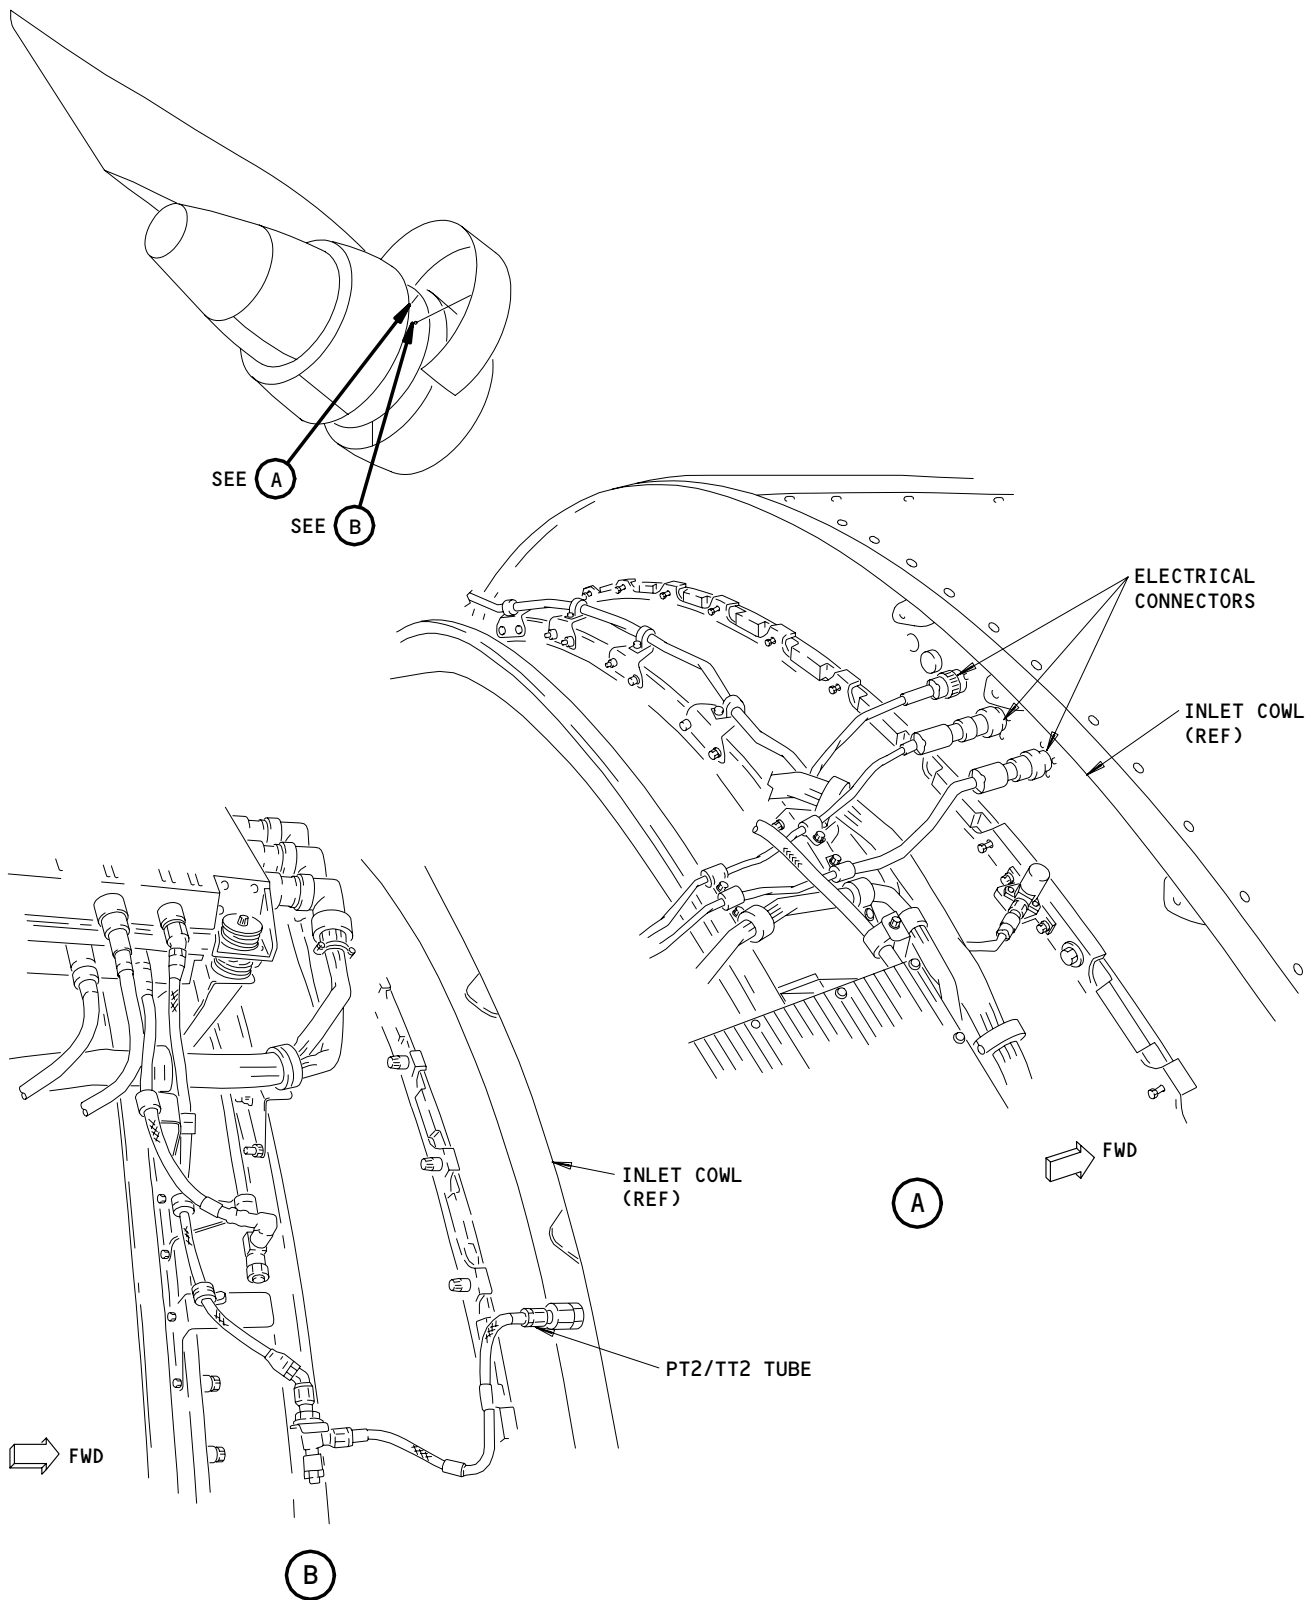 SEE A
SEE B
ELECTRICAL
CONNECTORS
INLET COWL
(REF)
FWD
A
INLET COWL
(REF)
PT2/TT2 TUBE
FWD
B